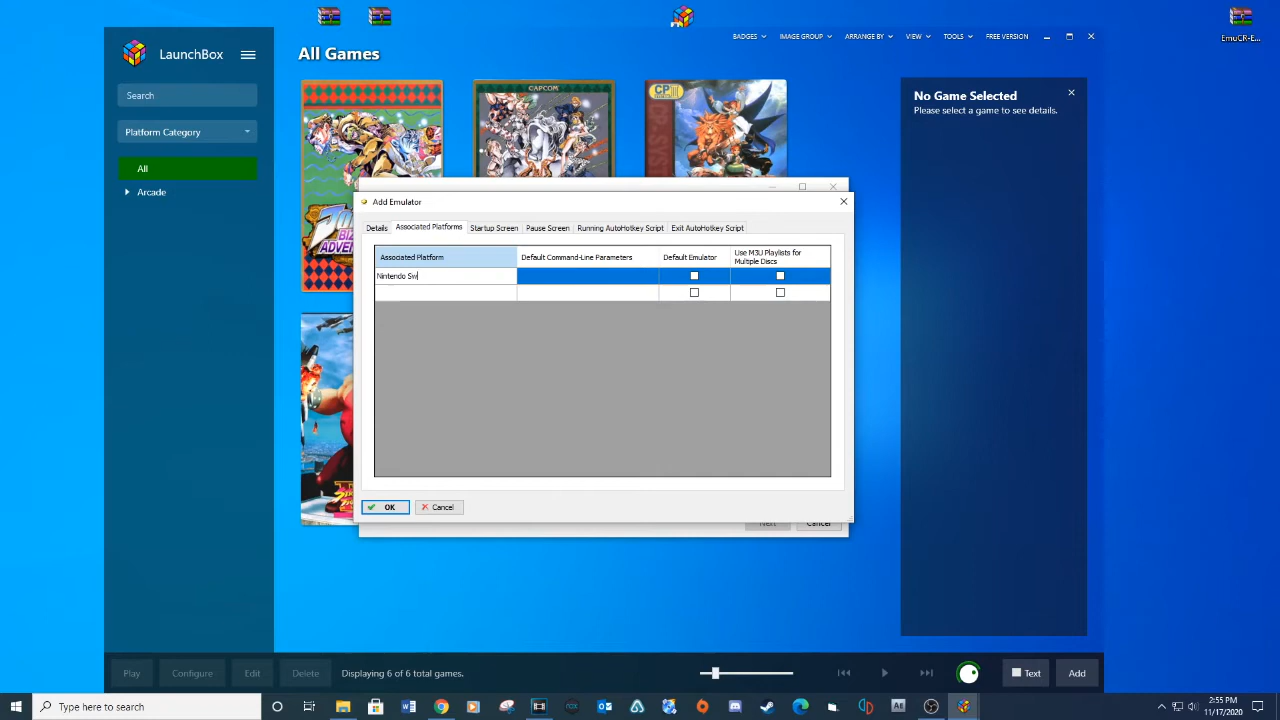 EmuCR-E...
LaunchBox
All Games
BADGES
IMAGE GROUP
ARRANGE BY
VIEW
TOOLS
FREE VERSION
Search
Platform Category
All
Arcade
CAPCOM
No Game Selected
Please select a game to see details.
Add Emulator
Details
Associated Platforms
Startup Screen
Pause Screen
Running AutoHotkey Script
Exit AutoHotkey Script
Associated Platform
Default Command-Line Parameters
Default Emulator
Use M3U Playlists for
Multiple Discs
Nintendo Sw
OK
Cancel
Next
Cancel
Play
Configure
Edit
Delete
Displaying 6 of 6 total games.
Text
Add
Type here to search
2:55 PM
11/17/2020